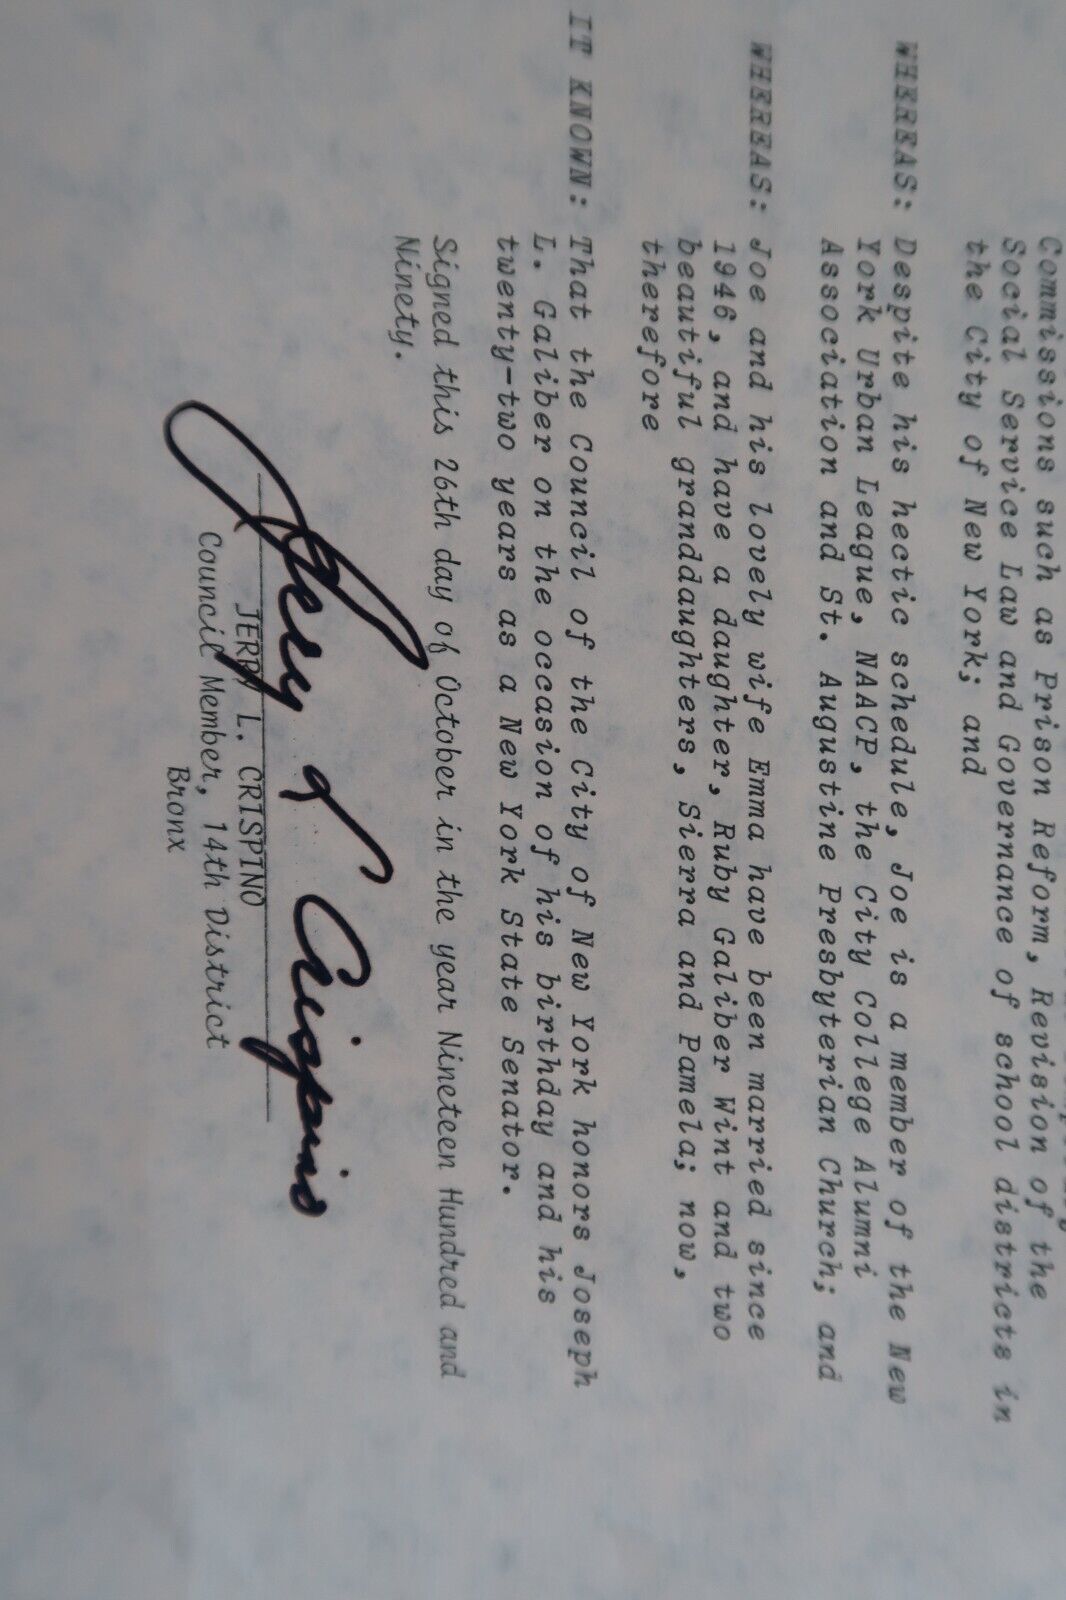 Commissions such as Prison Reform, Revision of the
Social Service Law and Governance of school districts in
the City of New York; and
WHEREAS: Despite his hectic schedule, Joe is a member of the New
York Urban League, NAACP, the City College Alumni
Association and St. Augustine Presbyterian Church; and
WHEREAS: Joe and his lovely wife Emma have been married since
1946, and have a daughter, Ruby Galiber Wint and two
beautiful granddaughters, Sierra and Pamela; now,
therefore
IT KNOWN: That the Council of the City of New York honors Joseph
L. Galiber on the occasion of his birthday and his
twenty-two years as a New York State Senator.
Signed this 26th day of October in the year Nineteen Hundred and
Ninety.
Jerry L Crispino
JERRY L. CRISPINO
Council Member, 14th District
Bronx